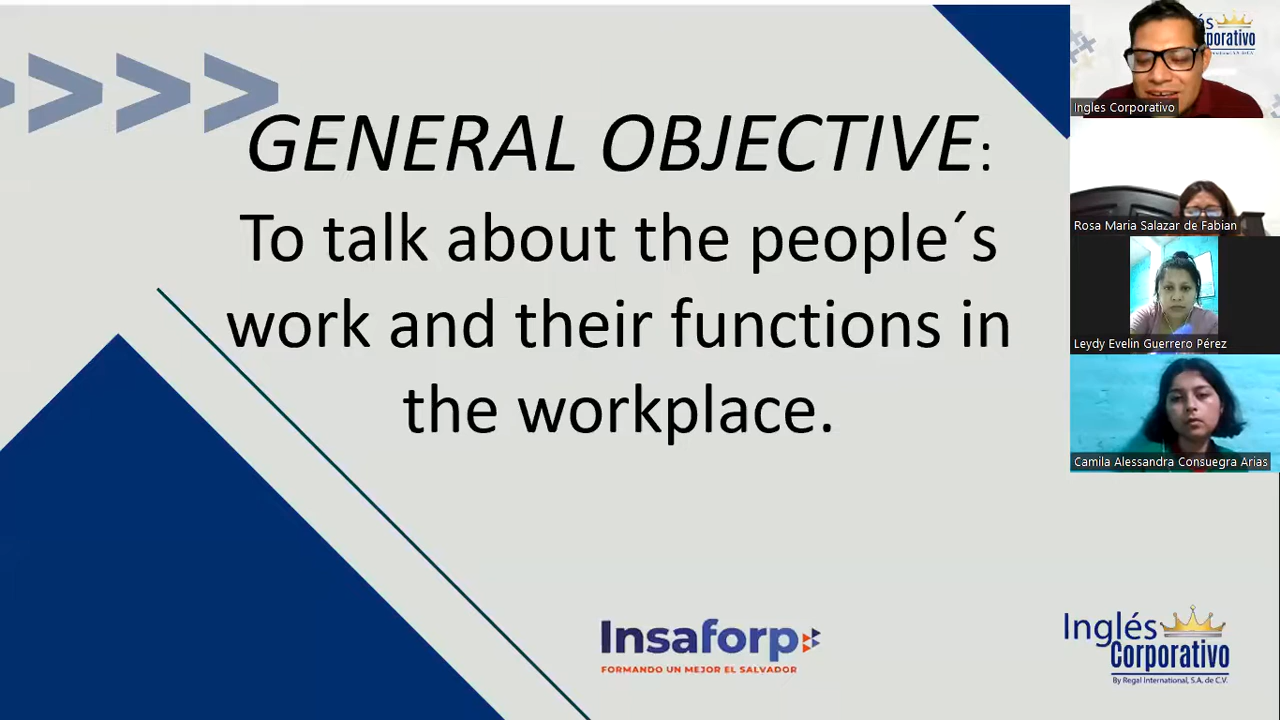 GENERAL OBJECTIVE:
To talk about the people´s
work and their functions in
the workplace.
Insaforp
FORMANDO UN MEJOR EL SALVADOR
Inglés
Corporativo
By Regal International, S.A. de C.V.
Ingles Corporativo
Rosa Maria Salazar de Fabian
Leydy Evelin Guerrero Pérez
Camila Alessandra Consuegra Arias